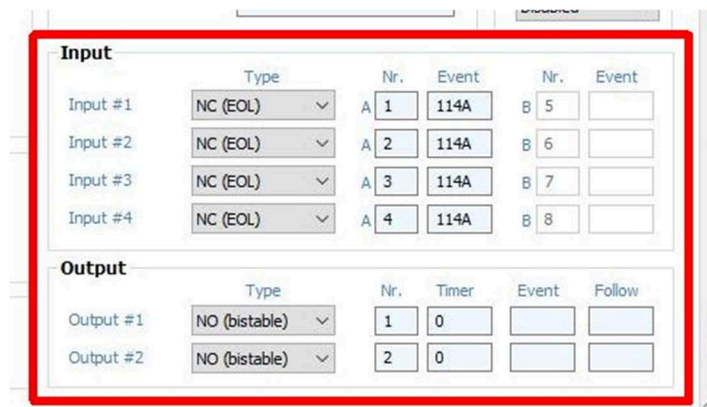 Input
Type Nr. Event Nr. Event
Input #1 NC (EOL) A 1 114A B 5
Input #2 NC (EOL) A 2 114A B 6
Input #3 NC (EOL) A 3 114A B 7
Input #4 NC (EOL) A 4 114A B 8
Output
Type Nr. Timer Event Follow
Output #1 NO (bistable) 1 0
Output #2 NO (bistable) 2 0